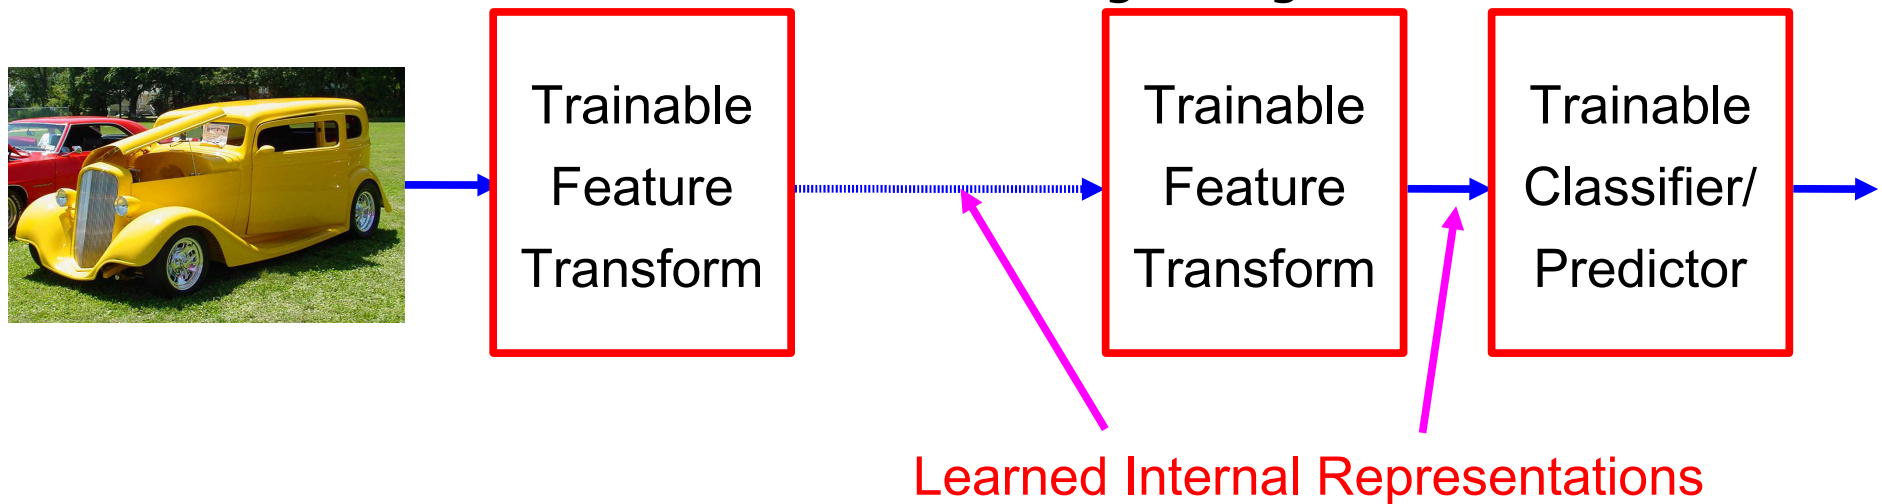 Trainable
Feature
Transform
Trainable
Feature
Transform
Trainable
Classifier/
Predictor
Learned Internal Representations